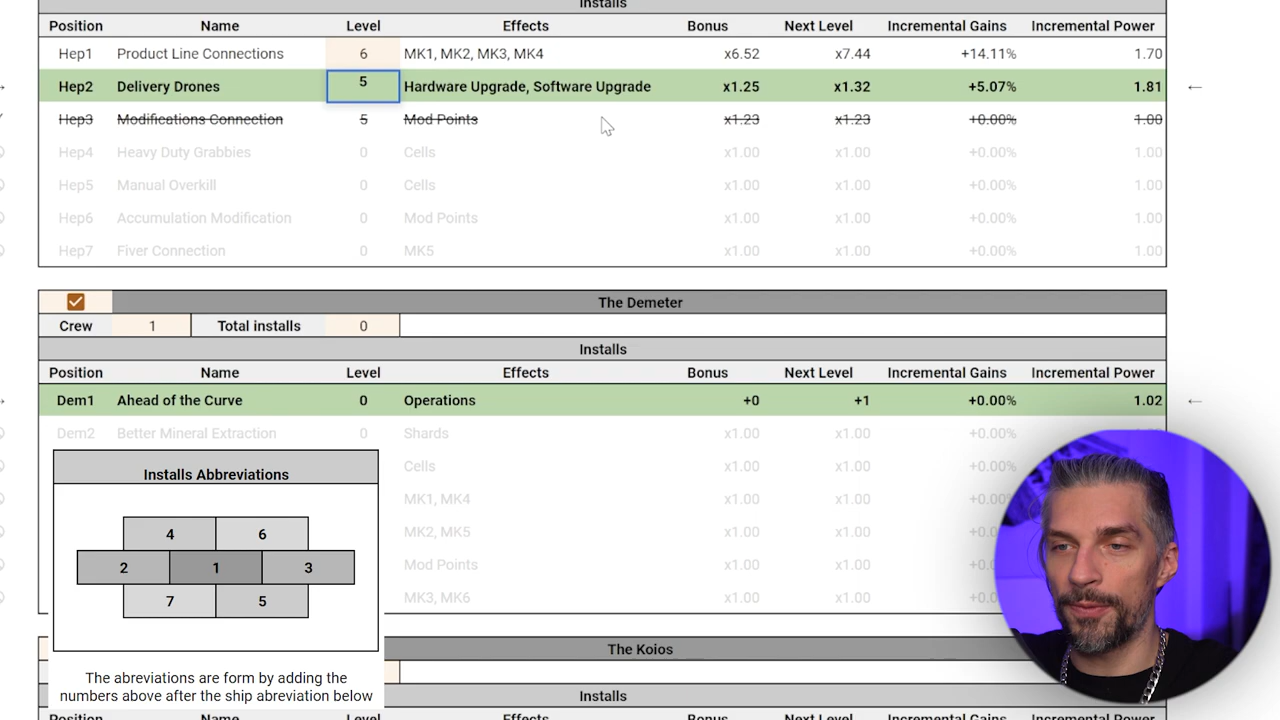 Installs
Position Name Level Effects Bonus Next Level Incremental Gains Incremental Power
Hep1 Product Line Connections 6 MK1, MK2, MK3, MK4 x6.52 x7.44 +14.11% 1.70
Hep2 Delivery Drones 5 Hardware Upgrade, Software Upgrade x1.25 x1.32 +5.07% 1.81 ←
Hep3 Modifications Connection 5 Mod Points x1.23 x1.23 +0.00% 1.00
Hep4 Heavy Duty Grabbies 0 Cells x1.00 x1.00 +0.00% 1.00
Hep5 Manual Overkill 0 Cells x1.00 x1.00 +0.00% 1.00
Hep6 Accumulation Modification 0 Mod Points x1.00 x1.00 +0.00% 1.00
Hep7 Fiver Connection 0 MK5 x1.00 x1.00 +0.00% 1.00
The Demeter
Crew 1 Total installs 0
Installs
Position Name Level Effects Bonus Next Level Incremental Gains Incremental Power
Dem1 Ahead of the Curve 0 Operations +0 +1 +0.00% 1.02 ←
Dem2 Better Mineral Extraction 0 Shards x1.00 x1.00 +0.00%
Cells x1.00 x1.00 +0.00%
MK1, MK4 x1.00 x1.00
MK2, MK5 x1.00 x1.00
Mod Points x1.00 x1.00
MK3, MK6 x1.00 x1.00
Installs Abbreviations
4 6
2 1 3
7 5
The abreviations are form by adding the
numbers above after the ship abreviation below
The Koios
Installs
Position Name Level Effects Bonus Next Level Incremental Gains Incremental Power